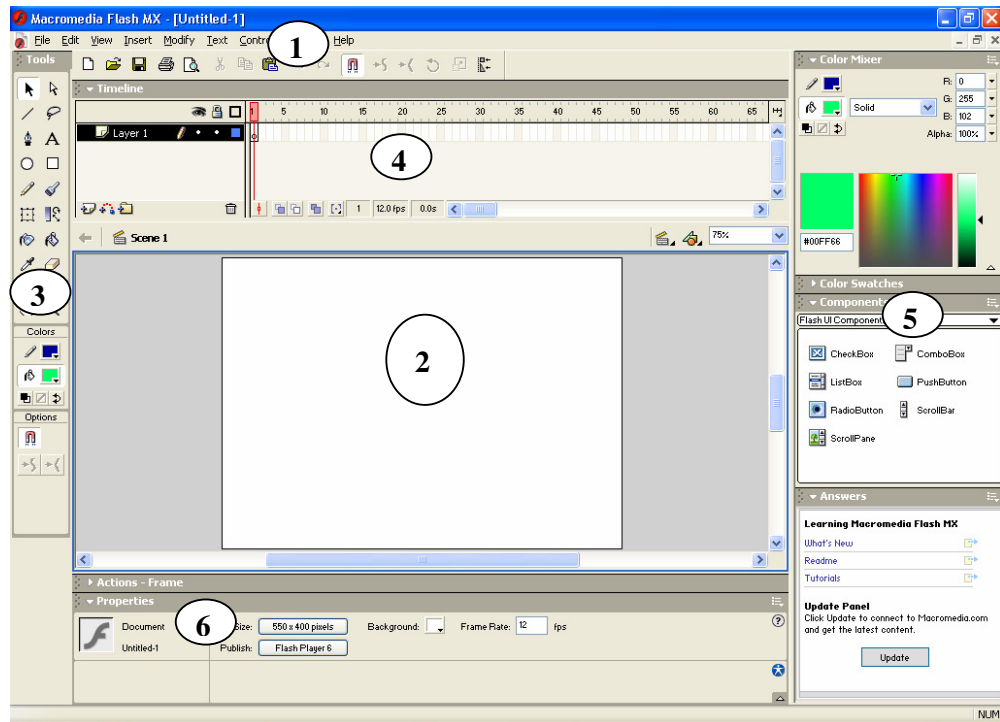 Macromedia Flash MX - [Untitled-1]
File Edit View Insert Modify Text Contro Help
1
Tools
Timeline
1 5 10 15 20 25 30 35 40 45 50 55 60 65
Layer 1
4
1 12.0 fps 0.0s
Scene 1
75%
3
Colors
Options
2
Actions - Frame
Properties
Document
6
Size: 550 x 400 pixels Background: Frame Rate: 12 fps
Untitled-1
Publish: Flash Player 6
Color Mixer
R: 0
Solid
G: 255
B: 102
Alpha: 100%
#00FF66
Color Swatches
Components
Flash UI Component
5
CheckBox ComboBox
ListBox PushButton
RadioButton ScrollBar
ScrollPane
Answers
Learning Macromedia Flash MX
What's New
Readme
Tutorials
Update Panel
Click Update to connect to Macromedia.com
and get the latest content.
Update
NUM